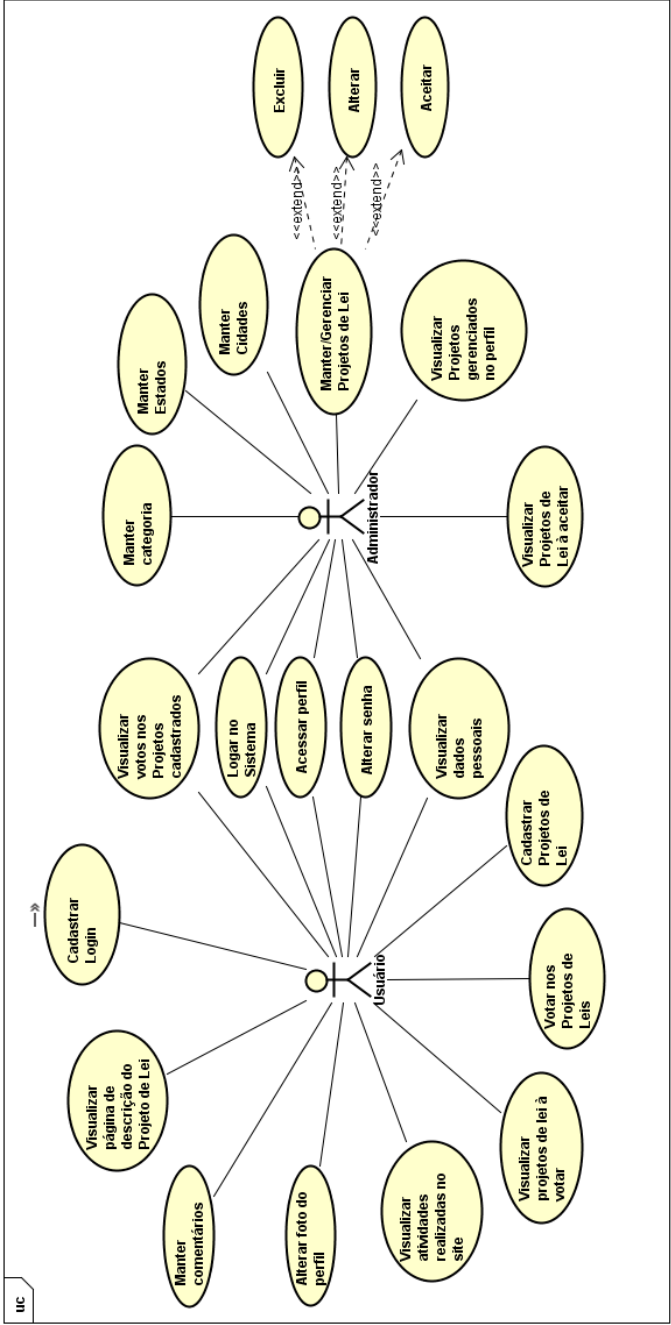 uc
Manter
comentários
Alterar foto do
perfil
Visualizar
atividades
realizadas no
site
Visualizar
página de
descrição do
Projeto de Lei
Visualizar
projetos de lei à
votar
Cadastrar
Login
Usuário
Votar nos
Projetos de
Leis
Cadastrar
Projetos de
Lei
Visualizar
votos nos
Projetos
cadastrados
Logar no
Sistema
Acessar perfil
Alterar senha
Visualizar
dados
pessoais
Manter
categoria
Administrador
Visualizar
Projetos de
Lei à aceitar
Manter
Estados
Manter
Cidades
Manter/Gerenciar
Projetos de Lei
Visualizar
Projetos
gerenciados
no perfil
<<extend>>
<<extend>>
<<extend>>
Excluir
Alterar
Aceitar